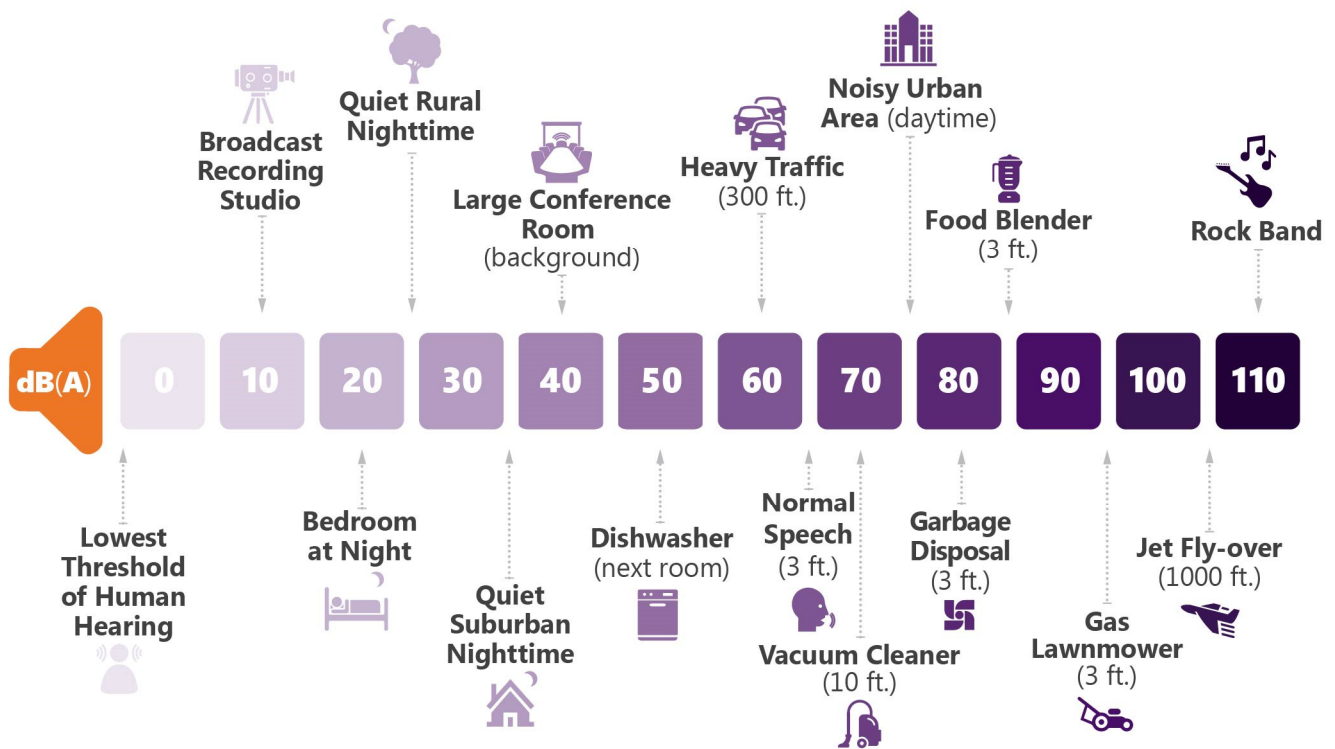 Broadcast
Recording
Studio
Quiet Rural
Nighttime
Large Conference
Room
(background)
Heavy Traffic
(300 ft.)
Noisy Urban
Area (daytime)
Food Blender
(3 ft.)
Rock Band
dB(A) 0 10 20 30 40 50 60 70 80 90 100 110
Lowest
Threshold
of Human
Hearing
Bedroom
at Night
Quiet
Suburban
Nighttime
Dishwasher
(next room)
Normal
Speech
(3 ft.)
Vacuum Cleaner
(10 ft.)
Garbage
Disposal
(3 ft.)
Gas
Lawnmower
(3 ft.)
Jet Fly-over
(1000 ft.)